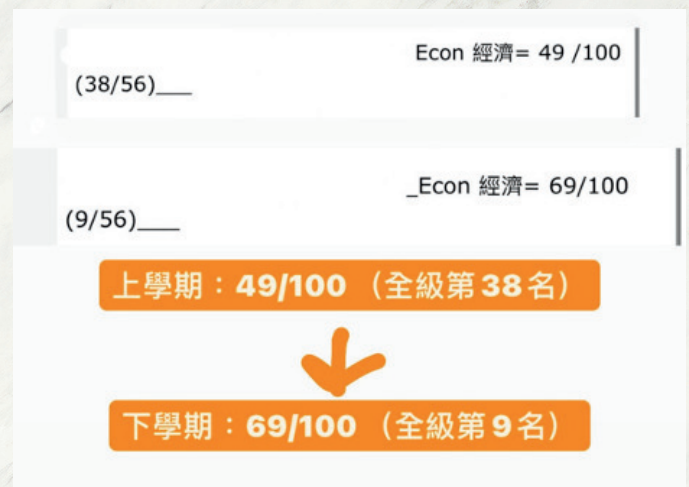 Econ 經濟= 49 /100
(38/56)___
_Econ 經濟= 69/100
(9/56)___
上學期：49/100 （全級第38名）
下學期：69/100 （全級第9名）